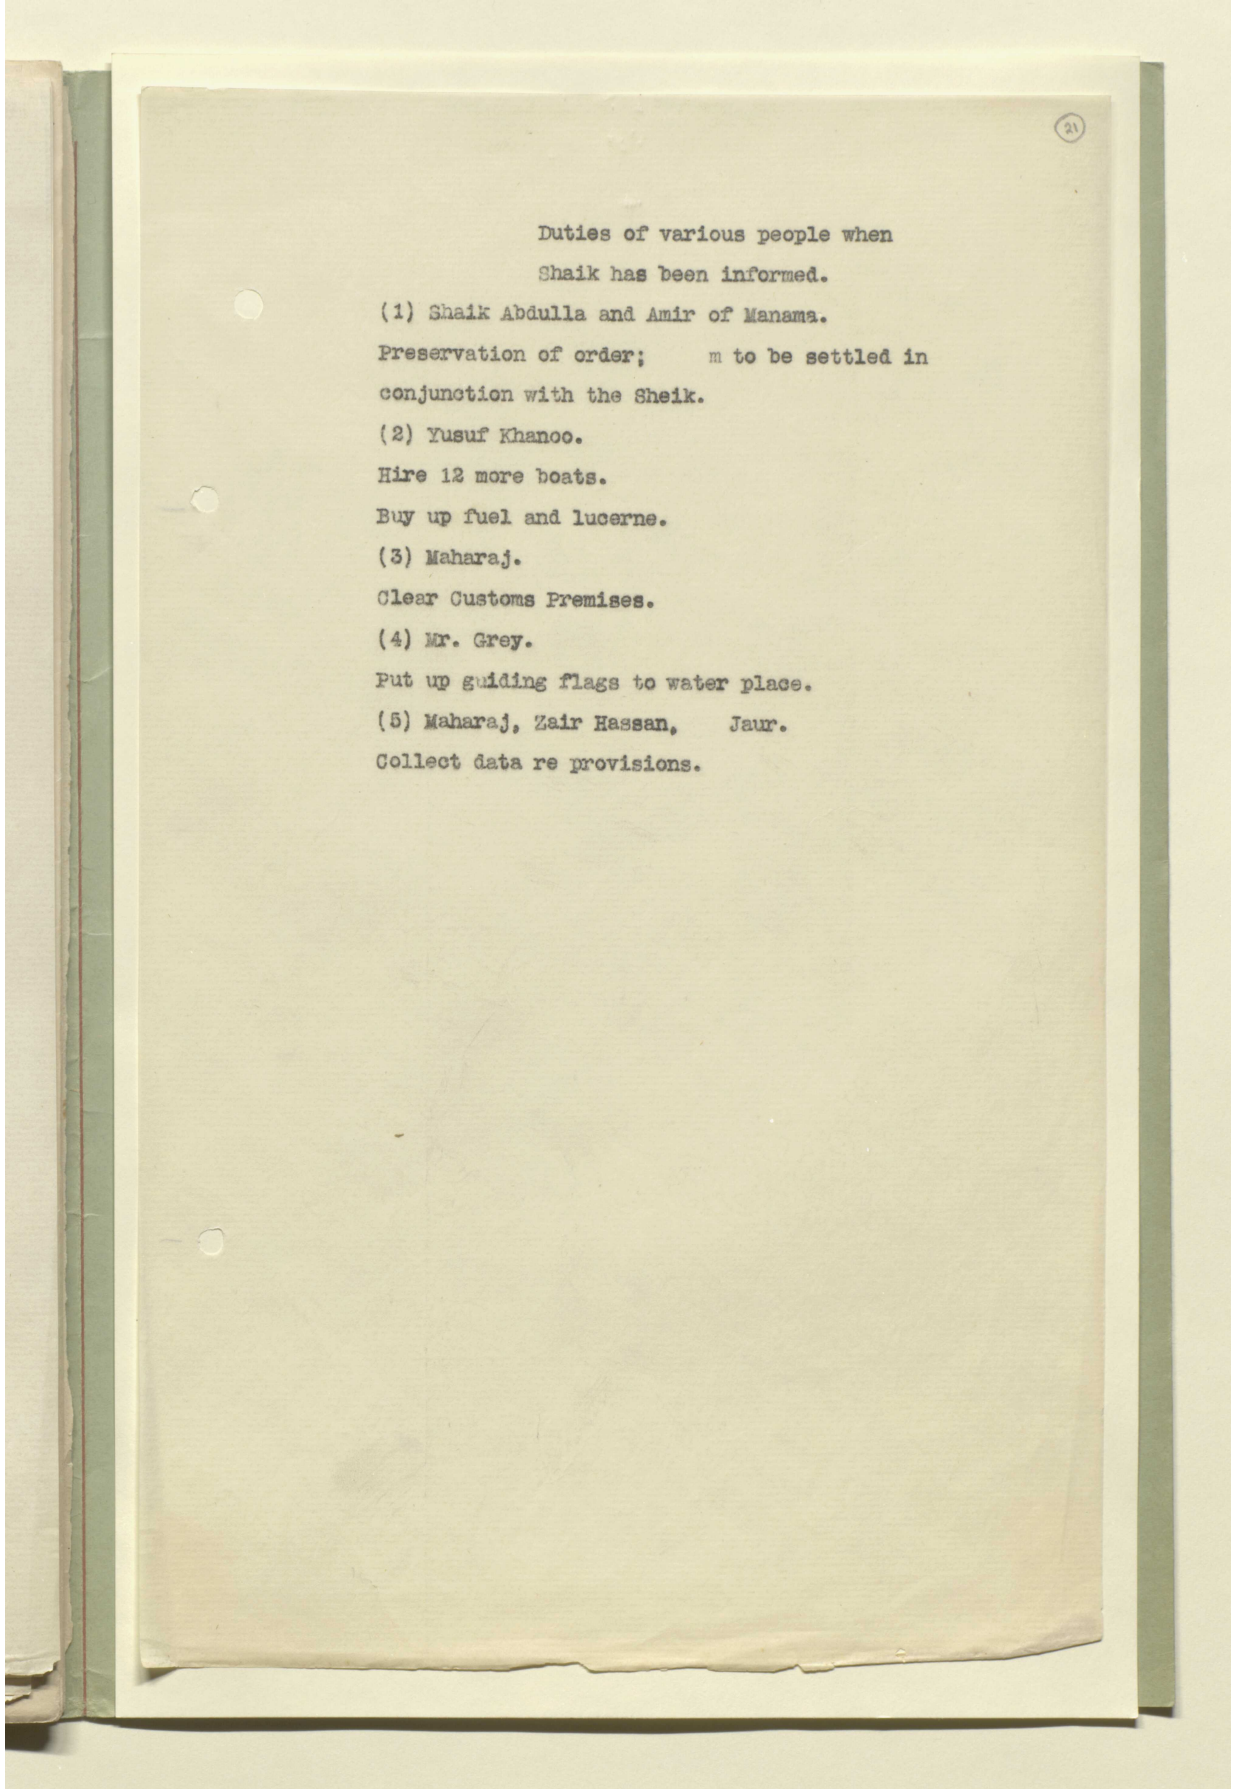 21
Duties of various people when
Shaik has been informed.
(1) Shaik Abdulla and Amir of Manama.
Preservation of order; m to be settled in
conjunction with the Sheik.
(2) Yusuf Khanoo.
Hire 12 more boats.
Buy up fuel and lucerne.
(3) Maharaj.
Clear Customs Premises.
(4) Mr. Grey.
Put up guiding flags to water place.
(5) Maharaj, Zair Hassan, Jaur.
Collect data re provisions.